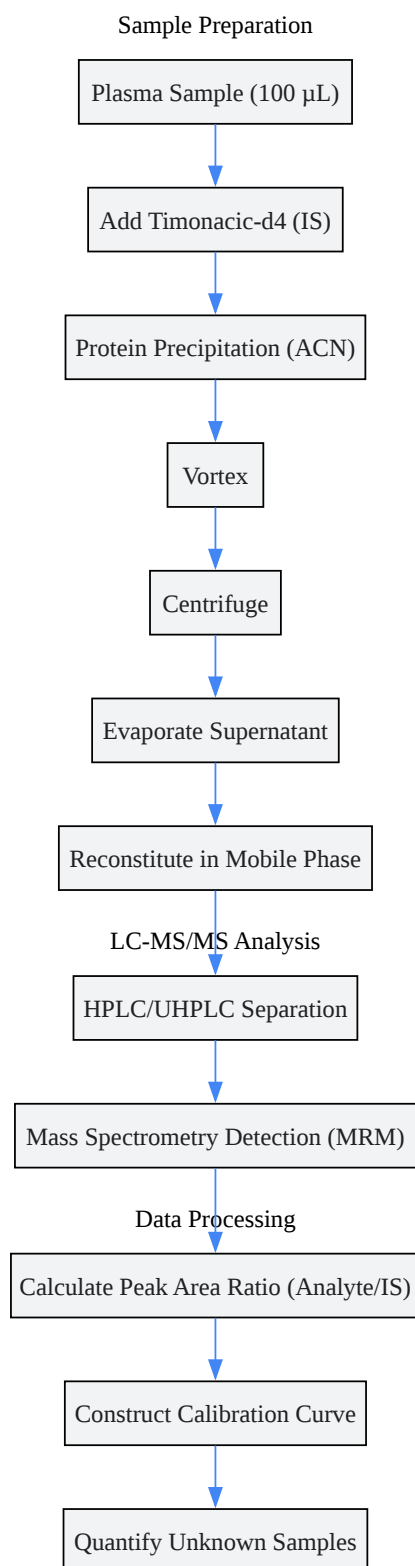 Sample Preparation
Plasma Sample (100 µL)
Add Timonacic-d4 (IS)
Protein Precipitation (ACN)
Vortex
Centrifuge
Evaporate Supernatant
Reconstitute in Mobile Phase
LC-MS/MS Analysis
HPLC/UHPLC Separation
Mass Spectrometry Detection (MRM)
Data Processing
Calculate Peak Area Ratio (Analyte/IS)
Construct Calibration Curve
Quantify Unknown Samples